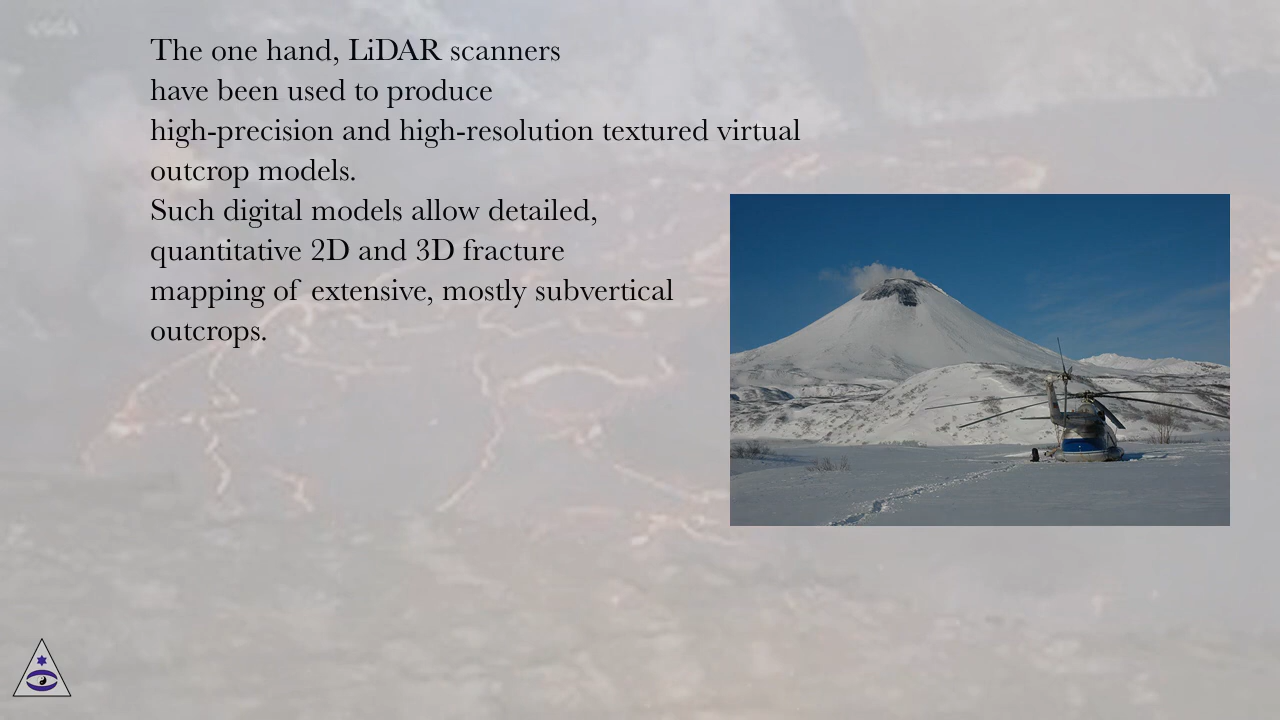 The one hand, LiDAR scanners
have been used to produce
high-precision and high-resolution textured virtual
outcrop models.
Such digital models allow detailed,
quantitative 2D and 3D fracture
mapping of extensive, mostly subvertical
outcrops.